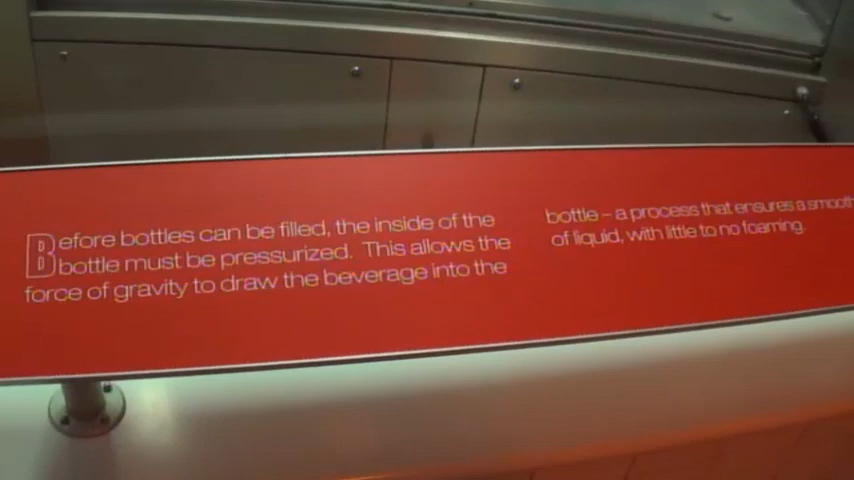 Before bottles can be filled, the inside of the
bottle must be pressurized. This allows the
force of gravity to draw the beverage into the
bottle – a process that ensures a smooth
of liquid, with little to no foaming.